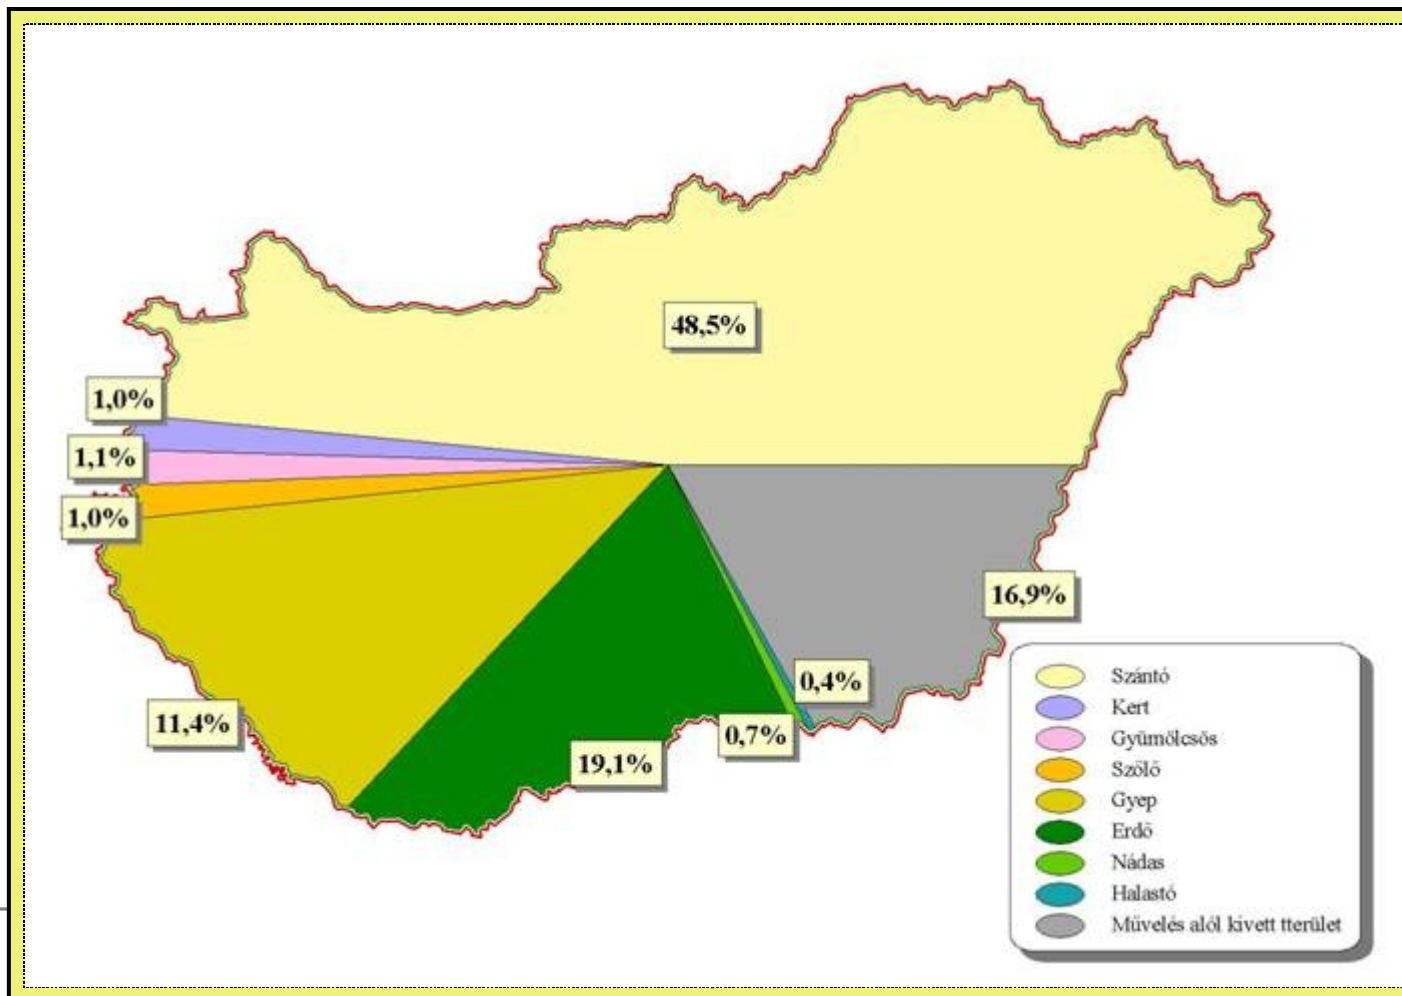 48,5%
1,0%
1,1%
1,0%
11,4%
19,1%
0,7%
0,4%
16,9%
Szántó
Kert
Gyümölcsös
Szőlő
Gyep
Erdő
Nádas
Halastó
Művelés alól kivett tterület